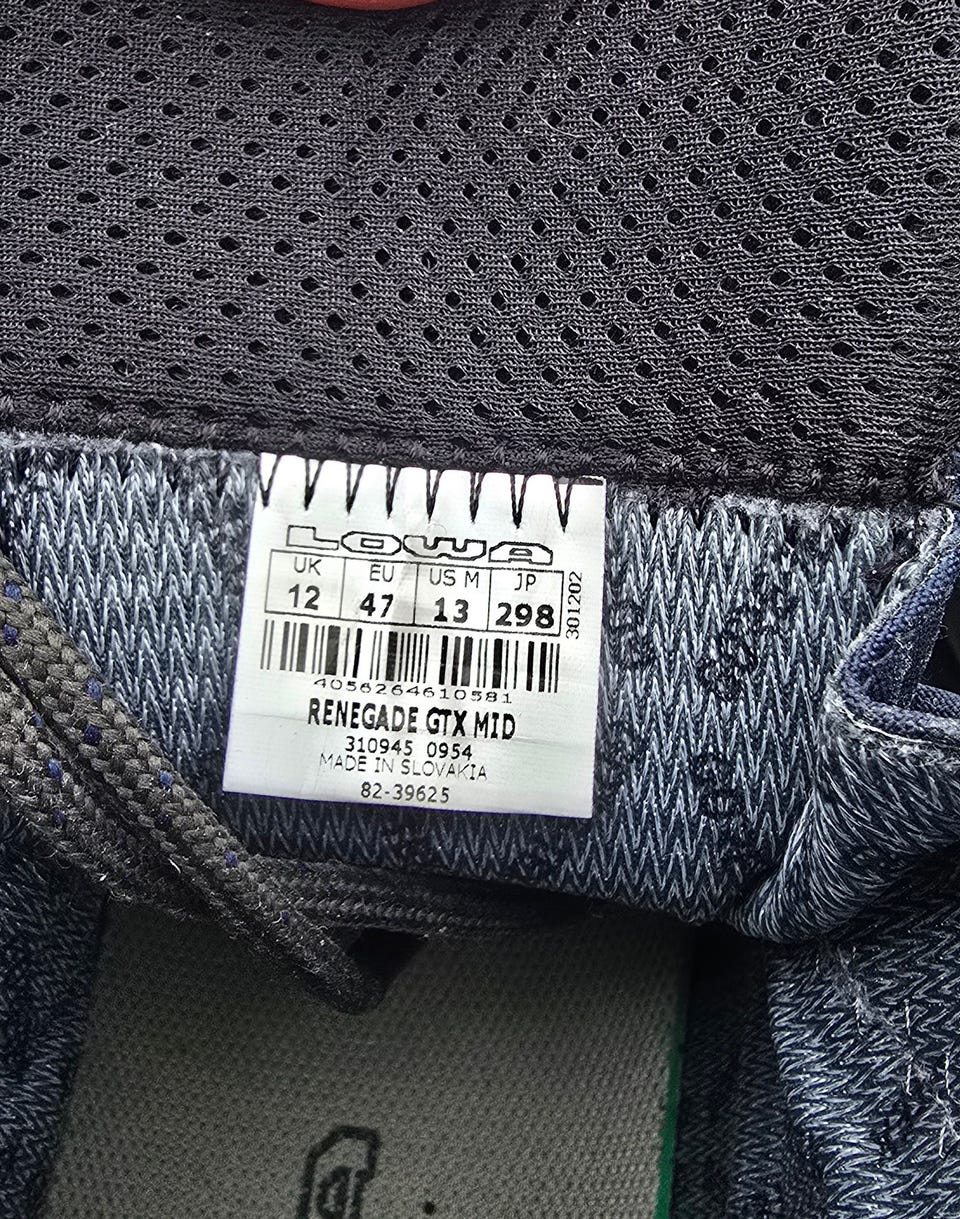 LOWA
UK EU US M JP
12 47 13 298
301202
4056264610581
RENEGADE GTX MID
310945 0954
MADE IN SLOVAKIA
82-39625